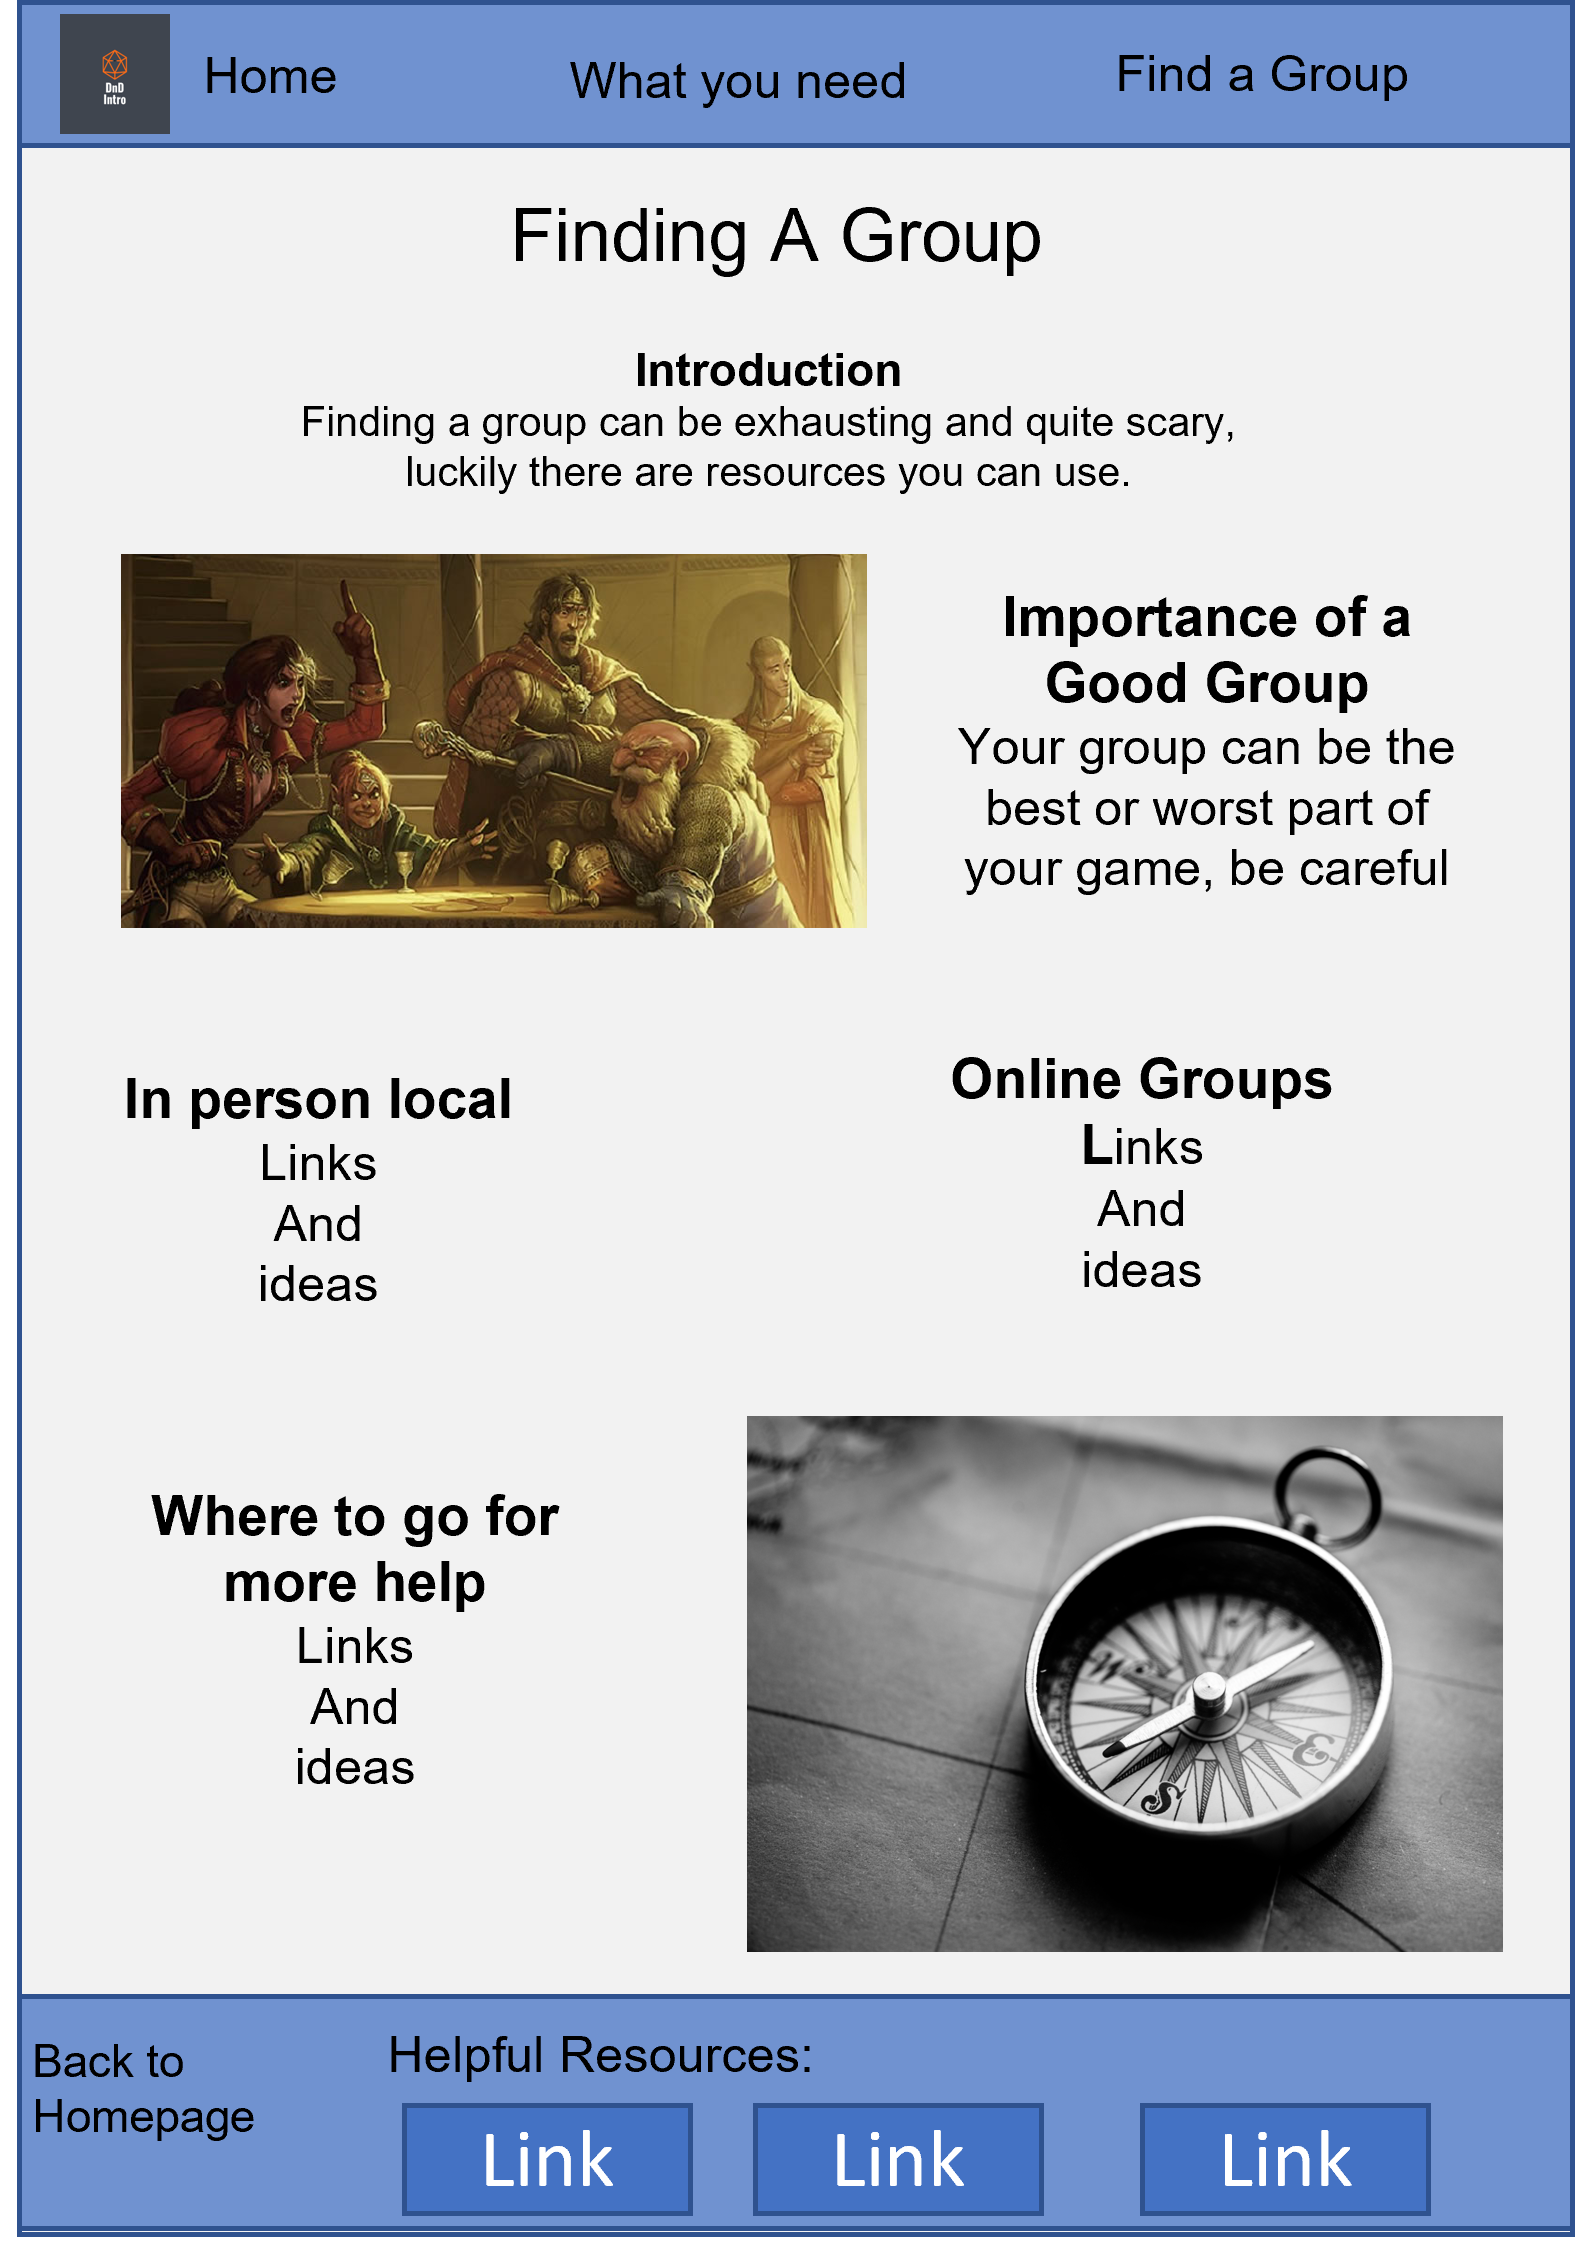 DnD
Intro
Home
What you need
Find a Group
Finding A Group
Introduction
Finding a group can be exhausting and quite scary,
luckily there are resources you can use.
Importance of a
Good Group
Your group can be the
best or worst part of
your game, be careful
In person local
Links
And
ideas
Online Groups
Links
And
ideas
Where to go for
more help
Links
And
ideas
E
S
Back to
Homepage
Helpful Resources:
Link
Link
Link